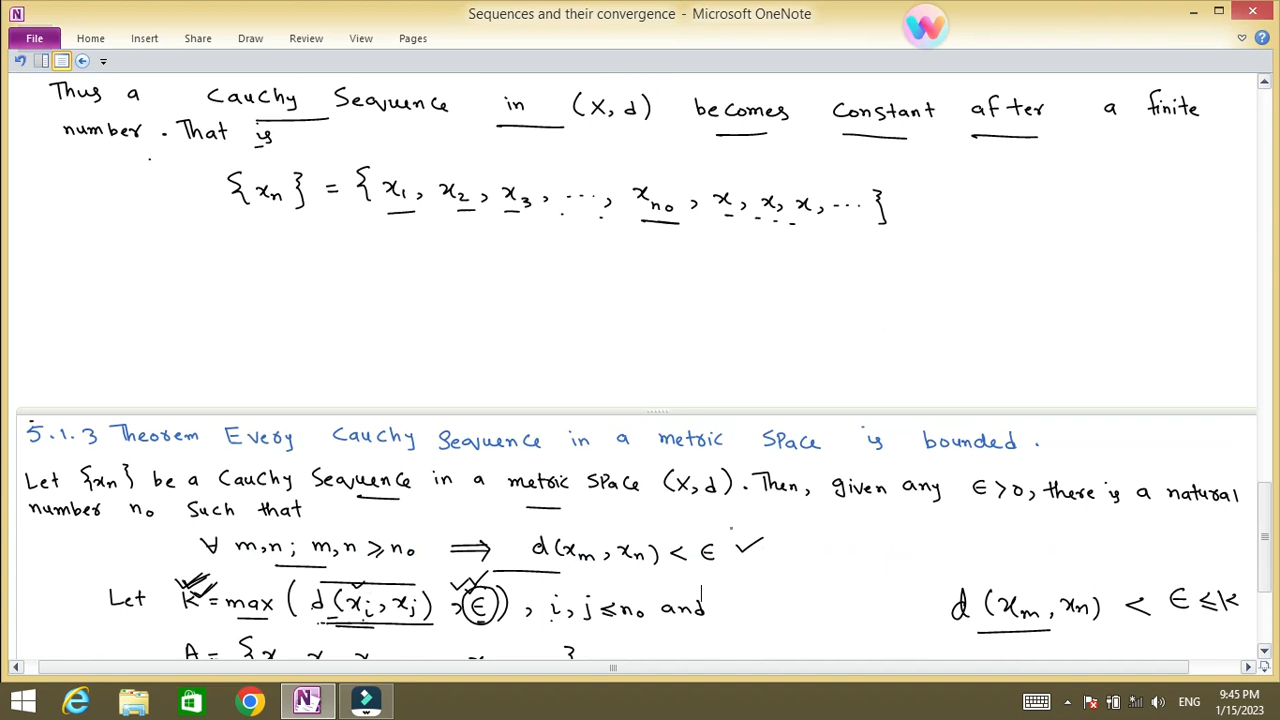 Sequences and their convergence - Microsoft OneNote
File Home Insert Share Draw Review View Pages
Thus a Cauchy Sequence in (X, d) becomes constant after a finite
number. That is
{xn} = {x1, x2, x3, ..., xn0, x, x, x, ...}
5.1.3 Theorem Every Cauchy Sequence in a metric space is bounded.
Let {xn} be a Cauchy Sequence in a metric space (X, d). Then, given any ∈>0, there is a natural
number n0 Such that
∀ m,n; m,n ⩾ n0 ⟹ d(xm, xn) < ∈ ✓
Let K = max (d(xi, xj), ∈), i, j ⩽ n0 and
d(xm, xn) < ∈ ⩽ K
ENG
9:45 PM
1/15/2023